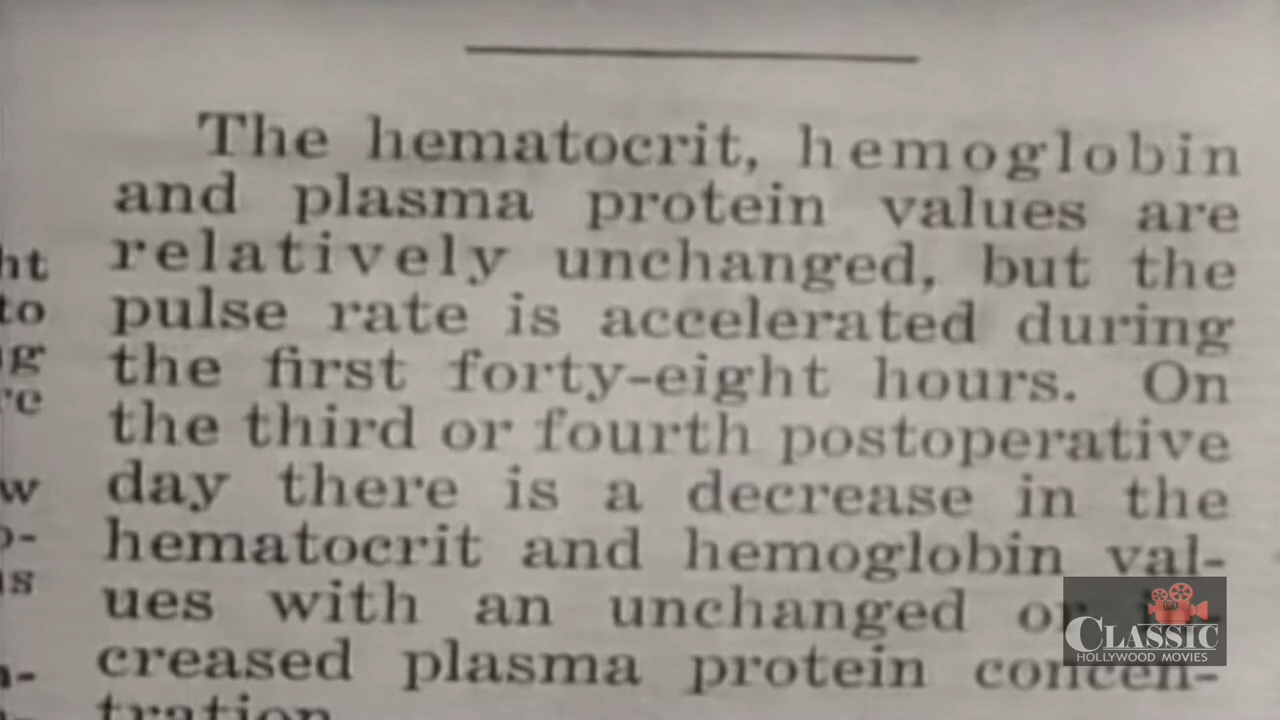 The hematocrit, hemoglobin
and plasma protein values are
relatively unchanged, but the
pulse rate is accelerated during
the first forty-eight hours. On
the third or fourth postoperative
day there is a decrease in the
hematocrit and hemoglobin val-
ues with an unchanged or
creased plasma protein concen-
tration
ht
to
g
w
CLASSIC
HOLLYWOOD MOVIES